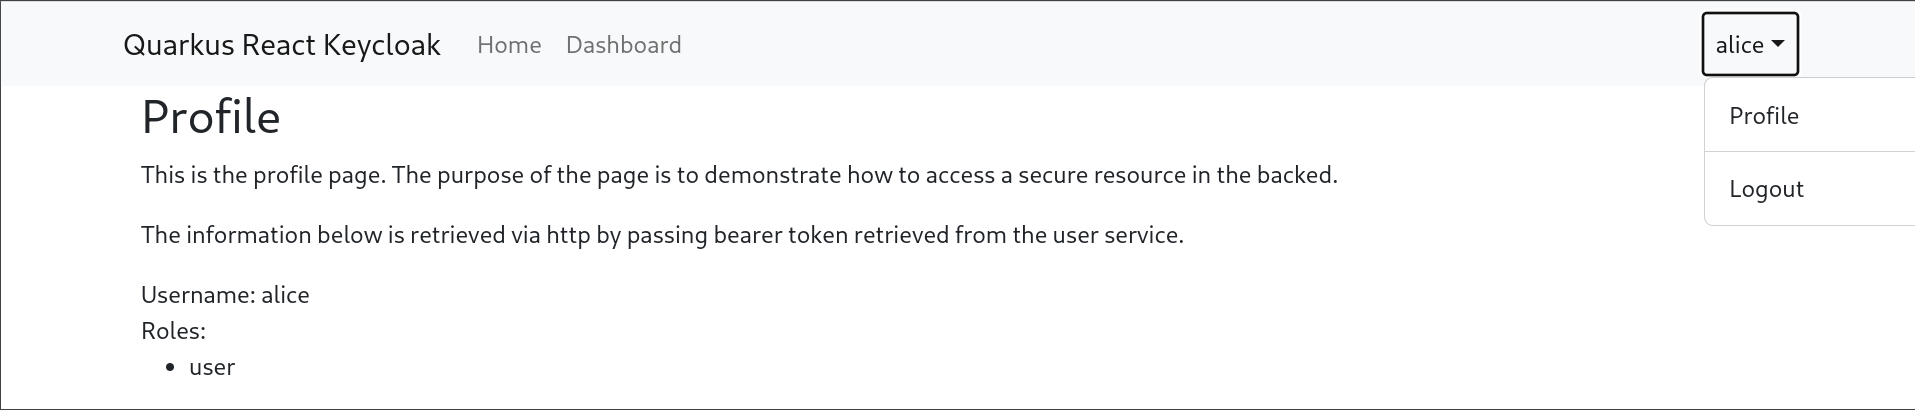 Quarkus React Keycloak Home Dashboard alice
Profile
Logout
Profile
This is the profile page. The purpose of the page is to demonstrate how to access a secure resource in the backed.
The information below is retrieved via http by passing bearer token retrieved from the user service.
Username: alice
Roles:
• user